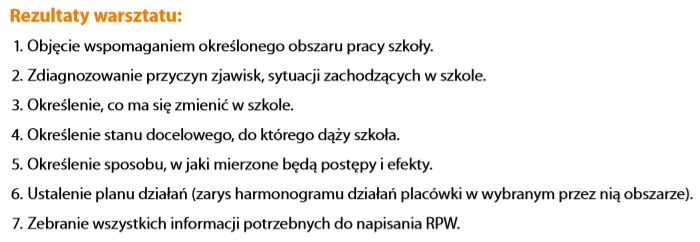 Rezultaty warsztatu:
1. Objęcie wspomaganiem określonego obszaru pracy szkoły.
2. Zdiagnozowanie przyczyn zjawisk, sytuacji zachodzących w szkole.
3. Określenie, co ma się zmienić w szkole.
4. Określenie stanu docelowego, do którego dąży szkoła.
5. Określenie sposobu, w jaki mierzone będą postępy i efekty.
6. Ustalenie planu działań (zarys harmonogramu działań placówki w wybranym przez nią obszarze).
7. Zebranie wszystkich informacji potrzebnych do napisania RPW.